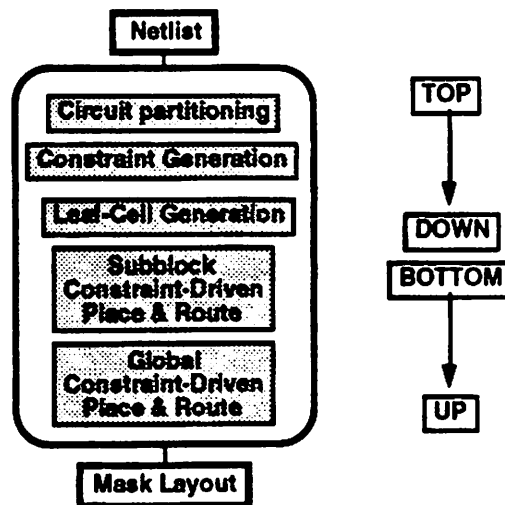 Netlist
Circuit partitioning
TOP
Constraint Generation
Leaf-Cell Generation
DOWN
Subblock
Constraint-Driven
Place & Route
BOTTOM
Global
Constraint-Driven
Place & Route
UP
Mask Layout